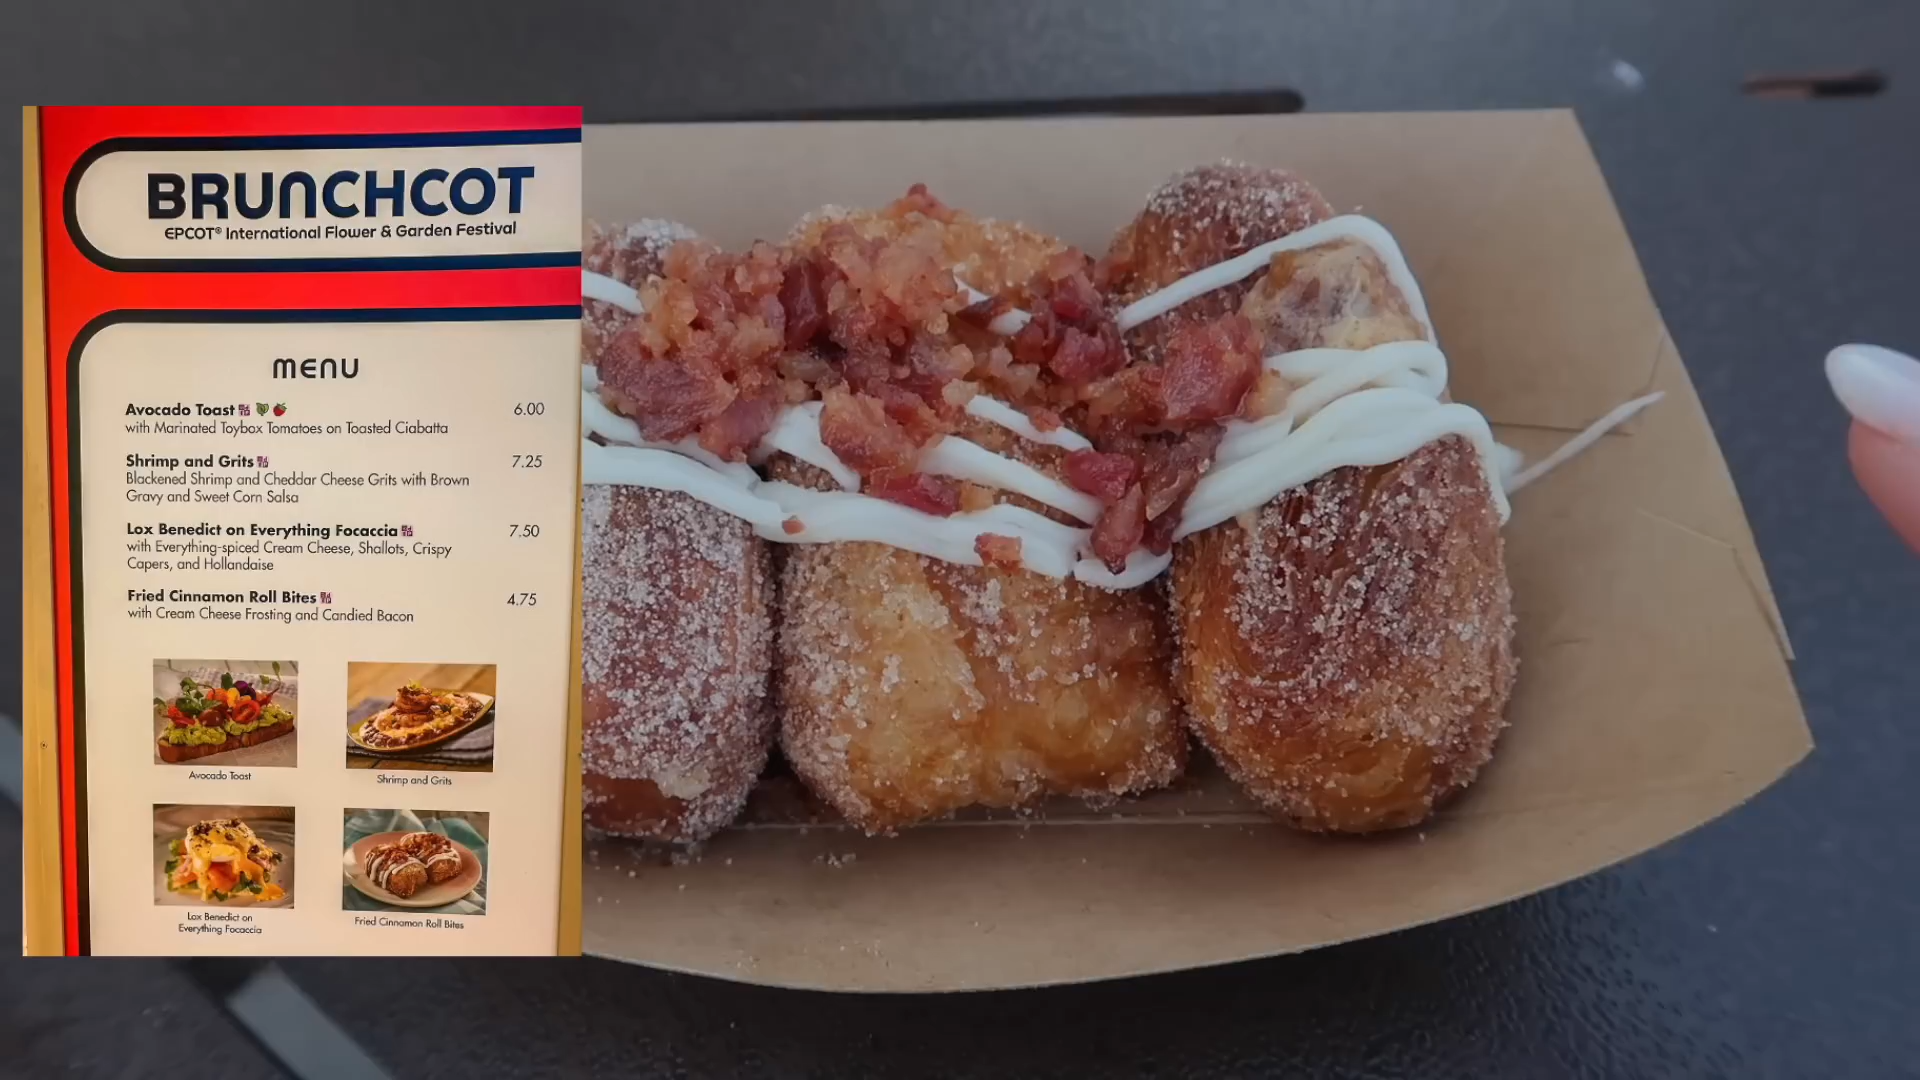 BRUNCHCOT
EPCOT® International Flower & Garden Festival
MENU
Avocado Toast 6.00
with Marinated Toybox Tomatoes on Toasted Ciabatta
Shrimp and Grits 7.25
Blackened Shrimp and Cheddar Cheese Grits with Brown
Gravy and Sweet Corn Salsa
Lox Benedict on Everything Focaccia 7.50
with Everything-spiced Cream Cheese, Shallots, Crispy
Capers, and Hollandaise
Fried Cinnamon Roll Bites 4.75
with Cream Cheese Frosting and Candied Bacon
Avocado Toast
Shrimp and Grits
Lox Benedict on
Everything Focaccia
Fried Cinnamon Roll Bites